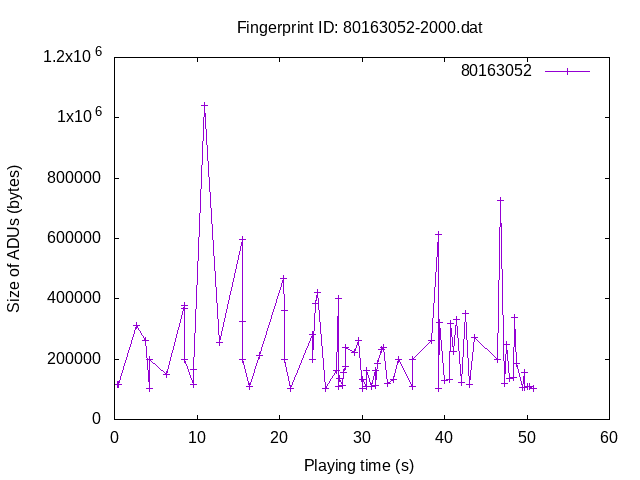 Fingerprint ID: 80163052-2000.dat
80163052
1.2x10^6
1x10^6
800000
600000
400000
200000
0
Size of ADUs (bytes)
0 10 20 30 40 50 60
Playing time (s)